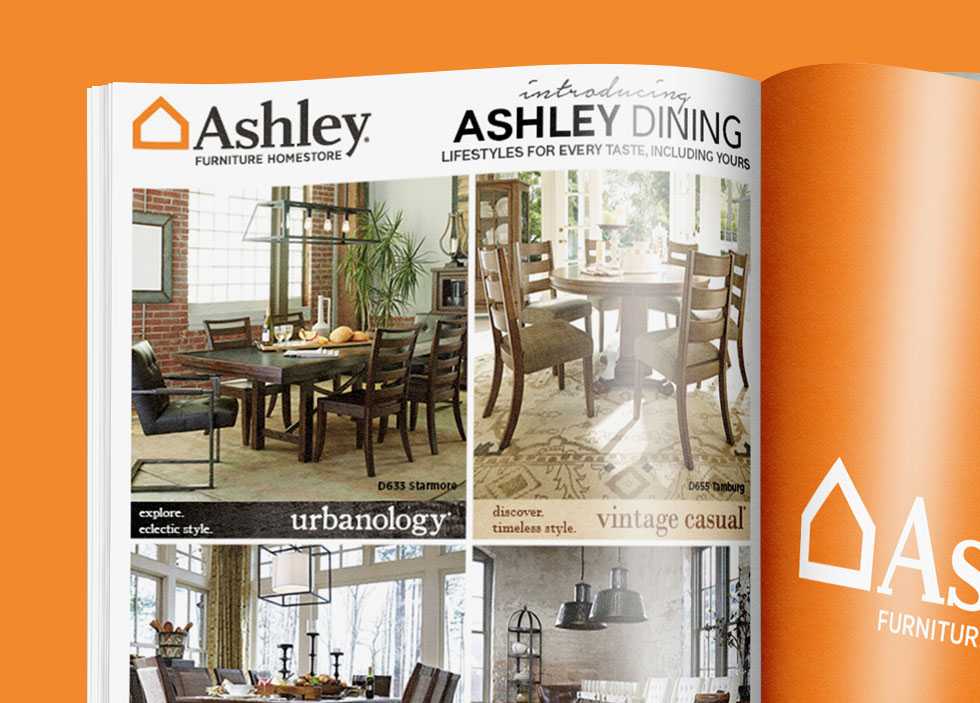 Ashley
FURNITURE HOMESTORE
introducing
ASHLEY DINING
LIFESTYLES FOR EVERY TASTE, INCLUDING YOURS
D633 Starmore
explore.
eclectic style.
urbanology
D655 Tamburg
discover.
timeless style.
vintage casual
As
FURNITUR